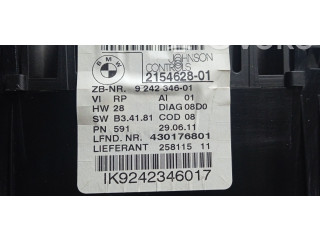 BMW
JOHNSON
CONTROLS
2154628-01
ZB-NR. 9 242 346-01
VI RP AI 01
HW 28 DIAG 08D0
SW B3.41.81 COD 08
PN 591 29.06.11
LFND. NR. 430176801
LIEFERANT 258115 11
IK9242346017